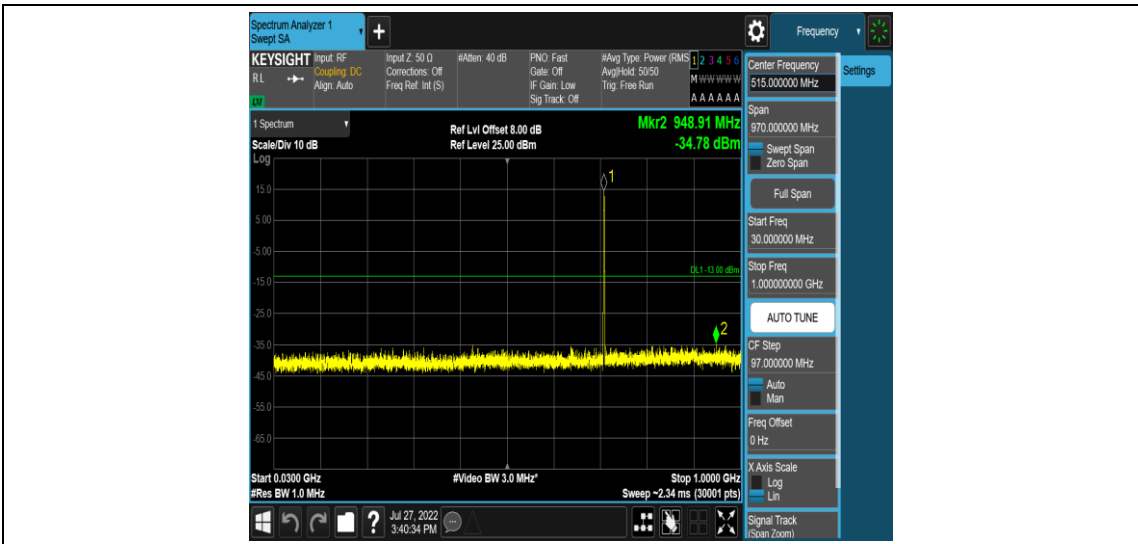 Spectrum Analyzer 1
Swept SA
Frequency
KEYSIGHT
RL
LXI
Input: RF
Coupling: DC
Align: Auto
Input Z: 50 Ω
Corrections: Off
Freq Ref: Int (S)
#Atten: 40 dB
PNO: Fast
Gate: Off
IF Gain: Low
Sig Track: Off
#Avg Type: Power (RMS
Avg|Hold: 50/50
Trig: Free Run
1 2 3 4 5 6
M W W W W W
A A A A A A
1 Spectrum
Scale/Div 10 dB
Log
Ref Lvl Offset 8.00 dB
Ref Level 25.00 dBm
Mkr2 948.91 MHz
-34.78 dBm
1
15.0
5.00
-5.00
DL1 -13.00 dBm
-15.0
-25.0
2
-35.0
-45.0
-55.0
-65.0
Start 0.0300 GHz
#Res BW 1.0 MHz
#Video BW 3.0 MHz*
Stop 1.0000 GHz
Sweep ~2.34 ms (30001 pts)
?
Jul 27, 2022
3:40:34 PM
Center Frequency
515.000000 MHz
Settings
Span
970.000000 MHz
Swept Span
Zero Span
Full Span
Start Freq
30.000000 MHz
Stop Freq
1.000000000 GHz
AUTO TUNE
CF Step
97.000000 MHz
Auto
Man
Freq Offset
0 Hz
X Axis Scale
Log
Lin
Signal Track
(Span Zoom)